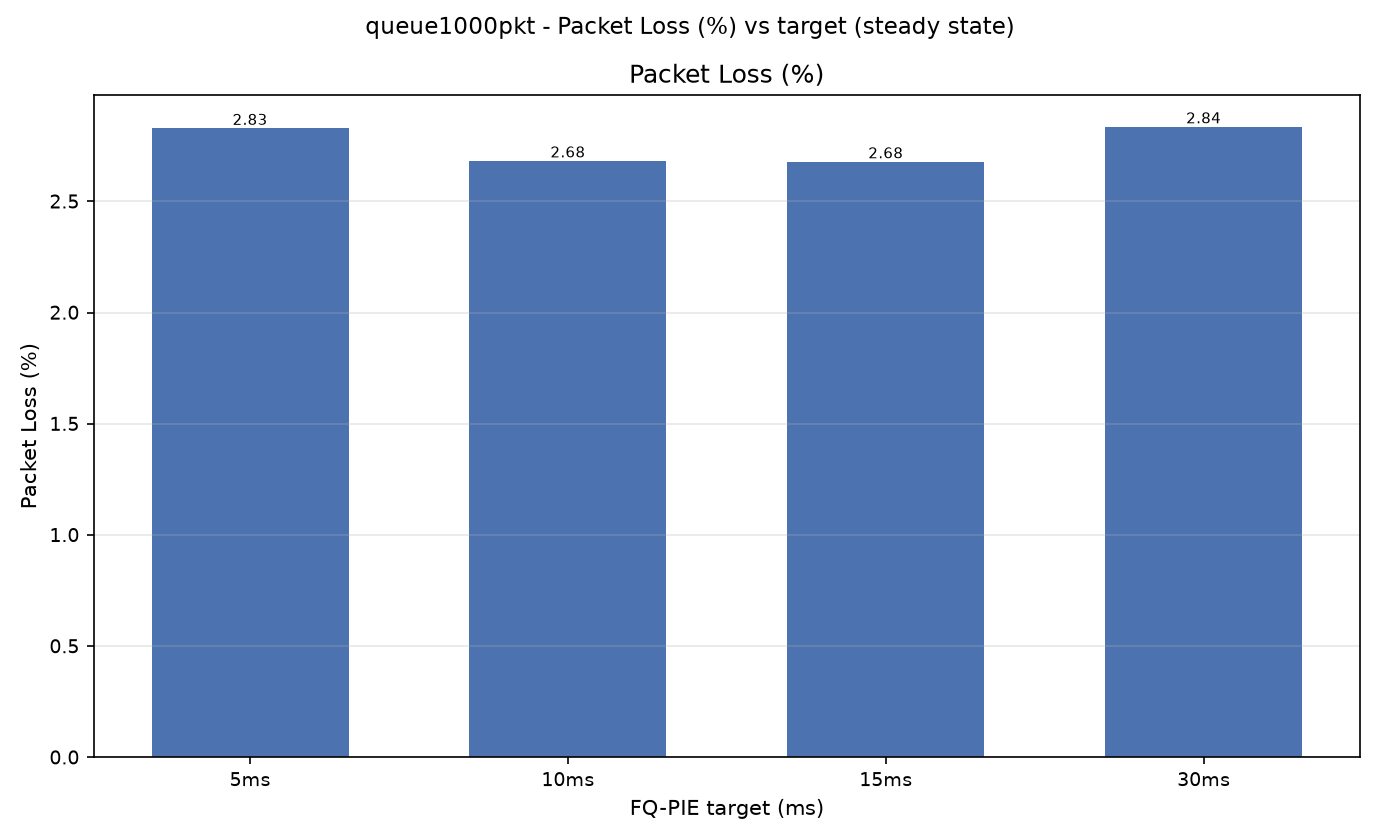 queue1000pkt - Packet Loss (%) vs target (steady state)
Packet Loss (%)
2.83
2.68
2.68
2.84
Packet Loss (%)
2.5
2.0
1.5
1.0
0.5
0.0
5ms
10ms
15ms
30ms
FQ-PIE target (ms)